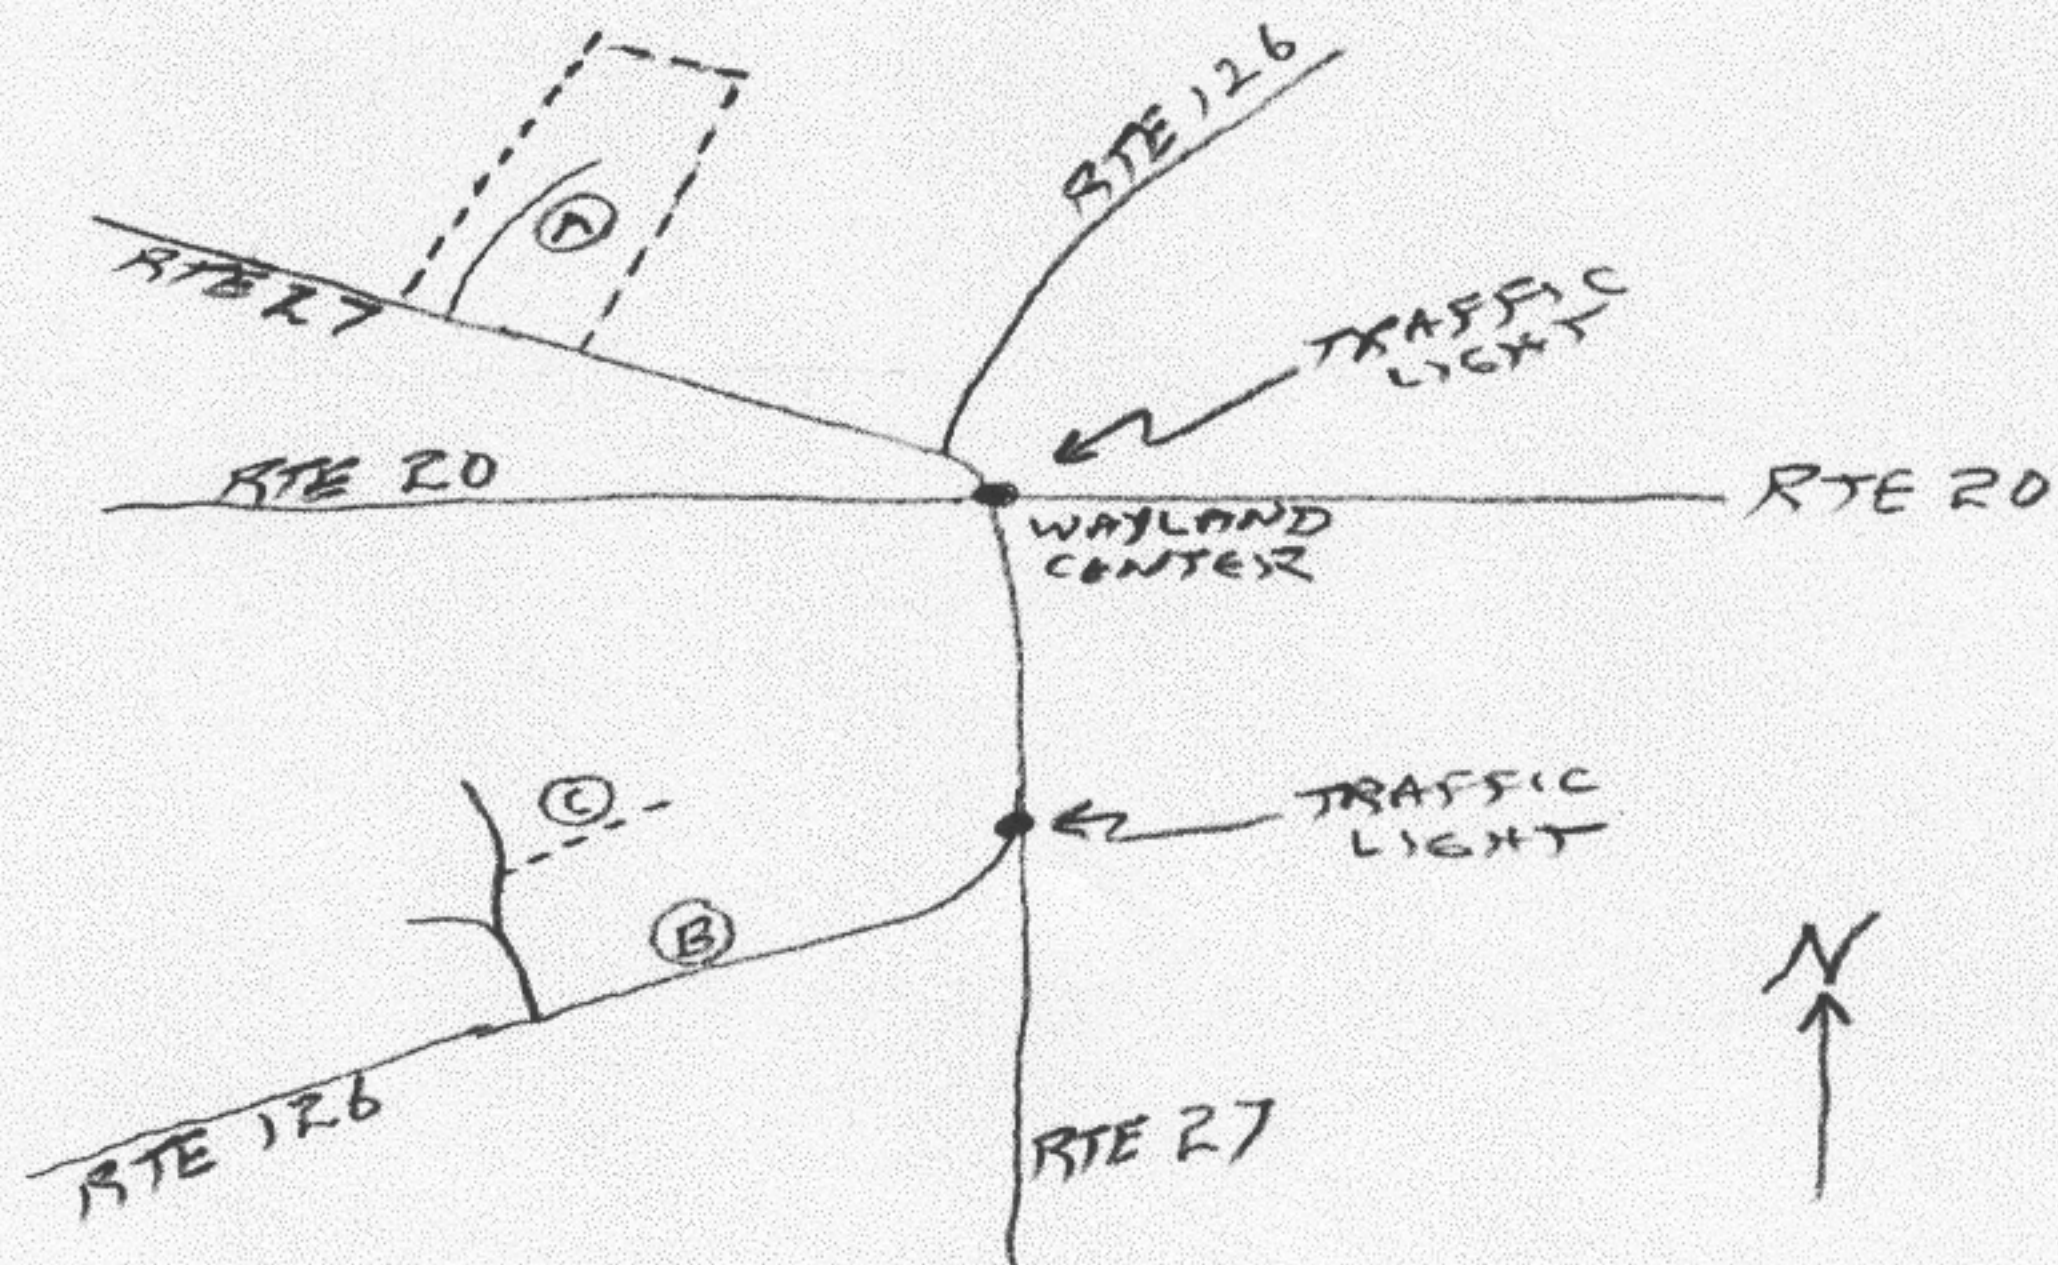 RTE 126
A
RTE 27
TRAFFIC
LIGHT
RTE 20
RTE 20
WAYLAND
CENTER
C
TRAFFIC
LIGHT
B
N
RTE 126
RTE 27